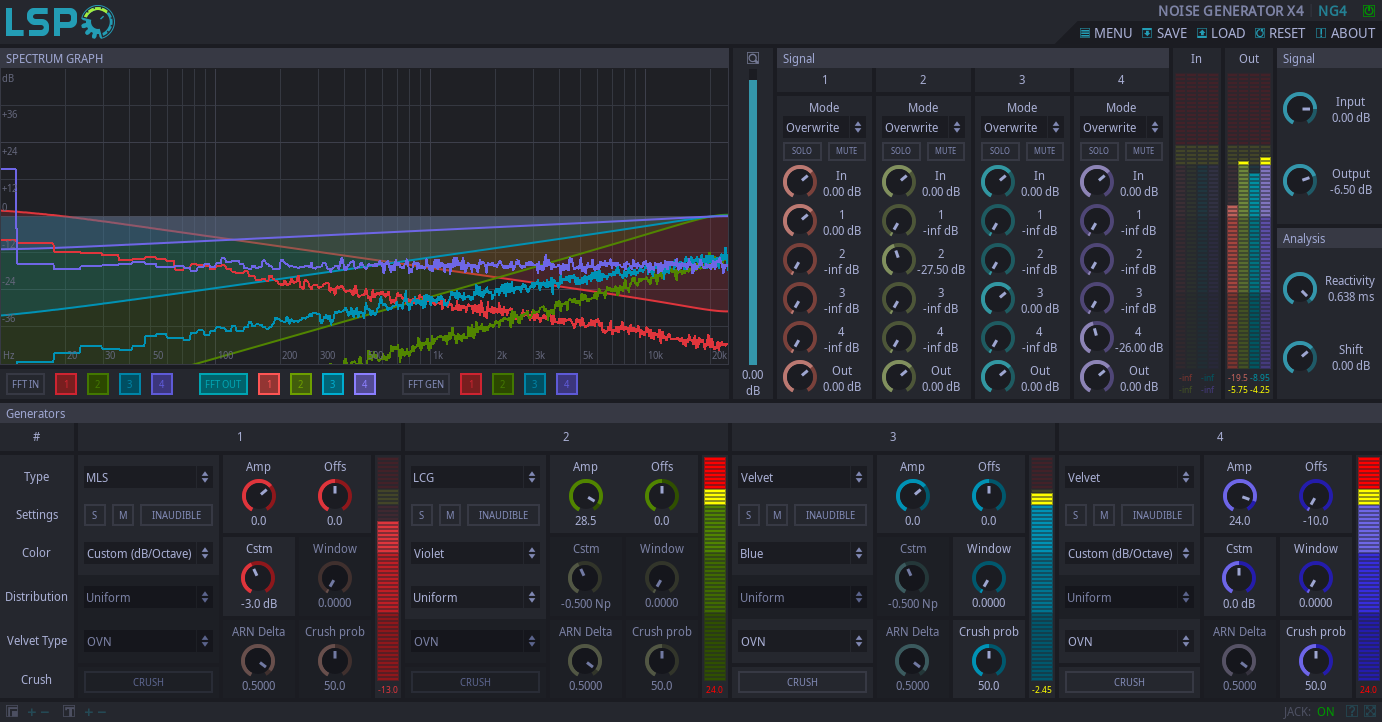 LSP
NOISE GENERATOR X4 NG4
MENU SAVE LOAD RESET ABOUT
SPECTRUM GRAPH
dB
+36
+24
+12
0
-12
-24
-36
Hz 20 30 50 100 200 300 500 1k 2k 3k 5k 10k 20k
FFT IN 1 2 3 4 FFT OUT 1 2 3 4 FFT GEN 1 2 3 4
0.00
dB
Signal
1 2 3 4
Mode Mode Mode Mode
Overwrite Overwrite Overwrite Overwrite
SOLO MUTE SOLO MUTE SOLO MUTE SOLO MUTE
In In In In
0.00 dB 0.00 dB 0.00 dB 0.00 dB
1 1 1 1
0.00 dB -inf dB -inf dB -inf dB
2 2 2 2
-inf dB -27.50 dB -inf dB -inf dB
3 3 3 3
-inf dB -inf dB 0.00 dB -inf dB
4 4 4 4
-inf dB -inf dB -inf dB -26.00 dB
Out Out Out Out
0.00 dB 0.00 dB 0.00 dB 0.00 dB
In Out
-inf -inf -19.5 -8.95
-inf -inf -5.75 -4.25
Signal
Input
0.00 dB
Output
-6.50 dB
Analysis
Reactivity
0.638 ms
Shift
0.00 dB
Generators
# 1 2 3 4
Type MLS Amp Offs LCG Amp Offs Velvet Amp Offs Velvet Amp Offs
Settings S M INAUDIBLE 0.0 0.0 S M INAUDIBLE 28.5 0.0 S M INAUDIBLE 0.0 0.0 S M INAUDIBLE 24.0 -10.0
Color Custom (dB/Octave) Cstm Window Violet Cstm Window Blue Cstm Window Custom (dB/Octave) Cstm Window
Distribution Uniform -3.0 dB 0.0000 Uniform -0.500 Np 0.0000 Uniform -0.500 Np 0.0000 Uniform 0.0 dB 0.0000
Velvet Type OVN ARN Delta Crush prob OVN ARN Delta Crush prob OVN ARN Delta Crush prob OVN ARN Delta Crush prob
Crush CRUSH 0.5000 50.0 -13.0 CRUSH 0.5000 50.0 24.0 CRUSH 0.5000 50.0 -2.45 CRUSH 0.5000 50.0 24.0
+ - T + - JACK: ON ?